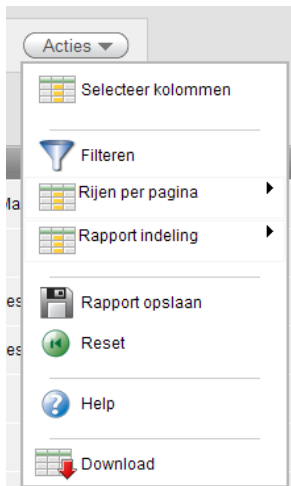 Acties
Selecteer kolommen
Filteren
Rijen per pagina
Rapport indeling
Rapport opslaan
Reset
Help
Download